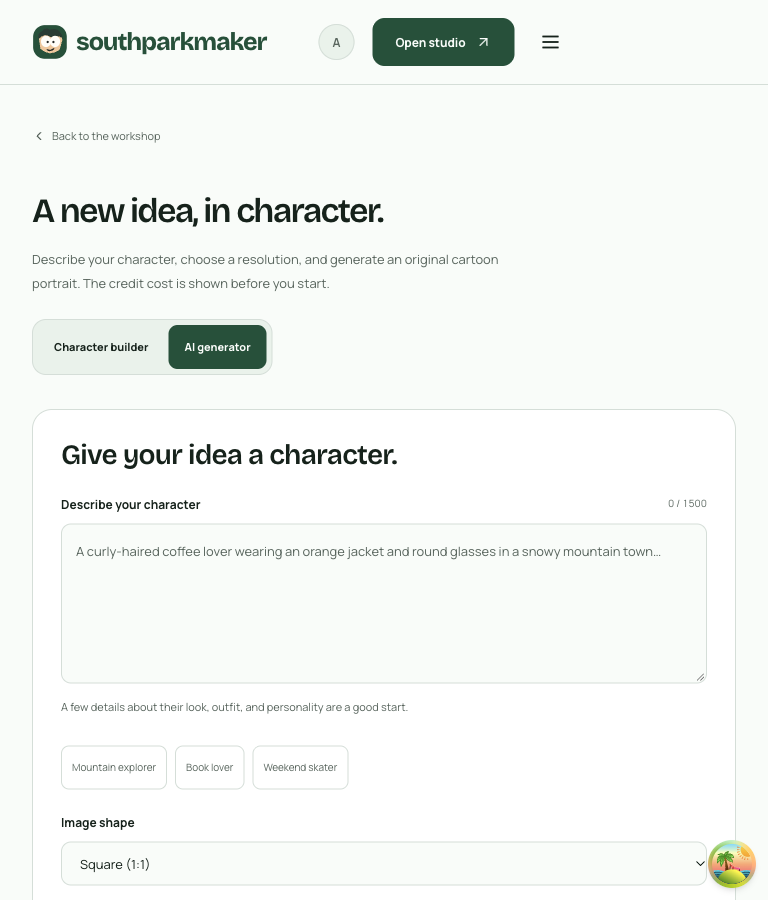 southparkmaker
A
Open studio
Back to the workshop
A new idea, in character.
Describe your character, choose a resolution, and generate an original cartoon
portrait. The credit cost is shown before you start.
Character builder
AI generator
Give your idea a character.
Describe your character
0 / 1500
A curly-haired coffee lover wearing an orange jacket and round glasses in a snowy mountain town…
A few details about their look, outfit, and personality are a good start.
Mountain explorer
Book lover
Weekend skater
Image shape
Square (1:1)